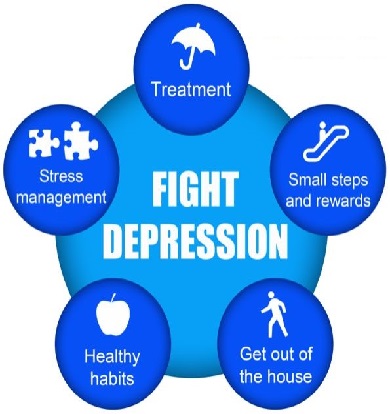 Treatment
Stress
management
Small steps
and rewards
FIGHT
DEPRESSION
Healthy
habits
Get out of
the house